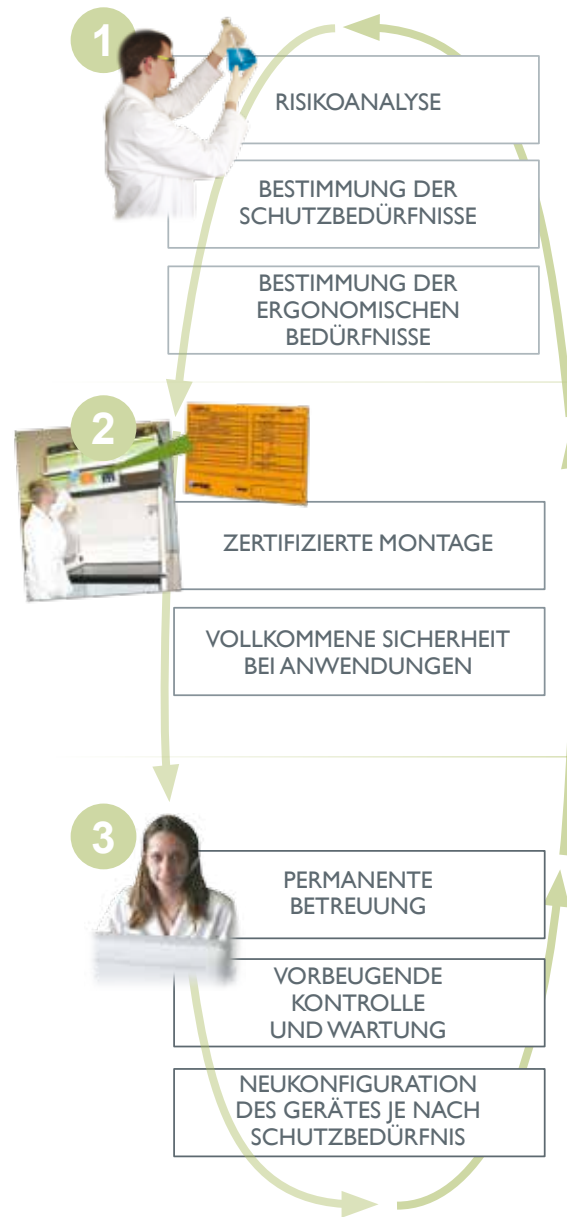 1
RISIKOANALYSE
BESTIMMUNG DER
SCHUTZBEDÜRFNISSE
BESTIMMUNG DER
ERGONOMISCHEN
BEDÜRFNISSE
2
ZERTIFIZIERTE MONTAGE
VOLLKOMMENE SICHERHEIT
BEI ANWENDUNGEN
3
PERMANENTE
BETREUUNG
VORBEUGENDE
KONTROLLE
UND WARTUNG
NEUKONFIGURATION
DES GERÄTES JE NACH
SCHUTZBEDÜRFNIS